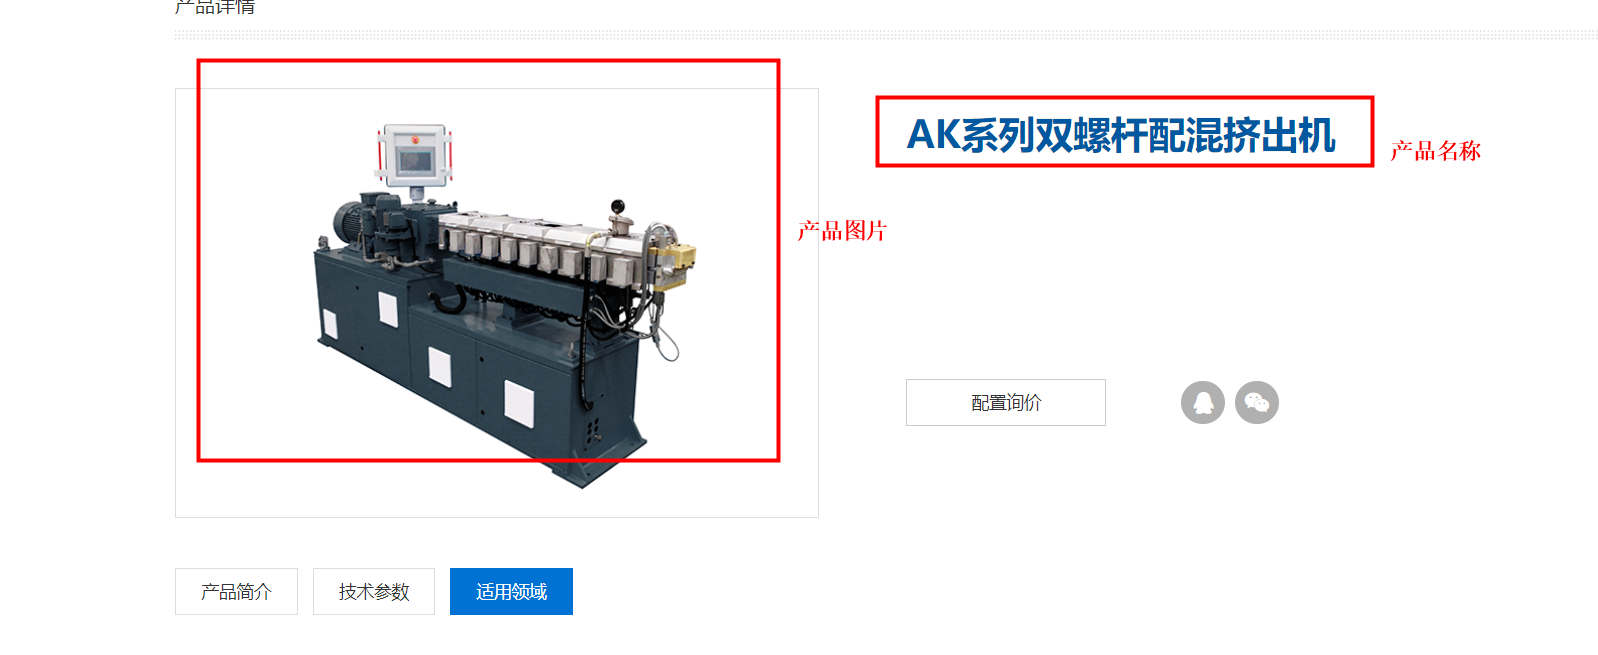 产品详情
AK系列双螺杆配混挤出机
产品名称
产品图片
配置询价
产品简介
技术参数
适用领域